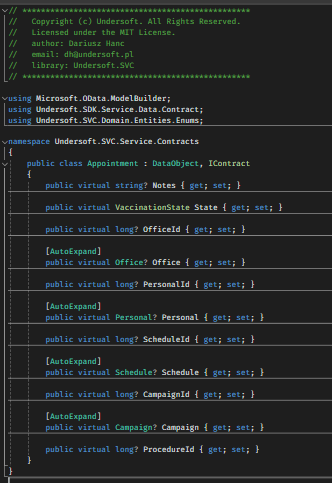 // *************************************************
//   Copyright (c) Undersoft. All Rights Reserved.
//   Licensed under the MIT License.
//   author: Dariusz Hanc
//   email: dh@undersoft.pl
//   library: Undersoft.SVC
// *************************************************
using Microsoft.OData.ModelBuilder;
using Undersoft.SDK.Service.Data.Contract;
using Undersoft.SVC.Domain.Entities.Enums;
namespace Undersoft.SVC.Service.Contracts
{
    public class Appointment : DataObject, IContract
    {
        public virtual string? Notes { get; set; }
        public virtual VaccinationState State { get; set; }
        public virtual long? OfficeId { get; set; }
        [AutoExpand]
        public virtual Office? Office { get; set; }
        public virtual long? PersonalId { get; set; }
        [AutoExpand]
        public virtual Personal? Personal { get; set; }
        public virtual long? ScheduleId { get; set; }
        [AutoExpand]
        public virtual Schedule? Schedule { get; set; }
        public virtual long? CampaignId { get; set; }
        [AutoExpand]
        public virtual Campaign? Campaign { get; set; }
        public virtual long? ProcedureId { get; set; }
    }
}